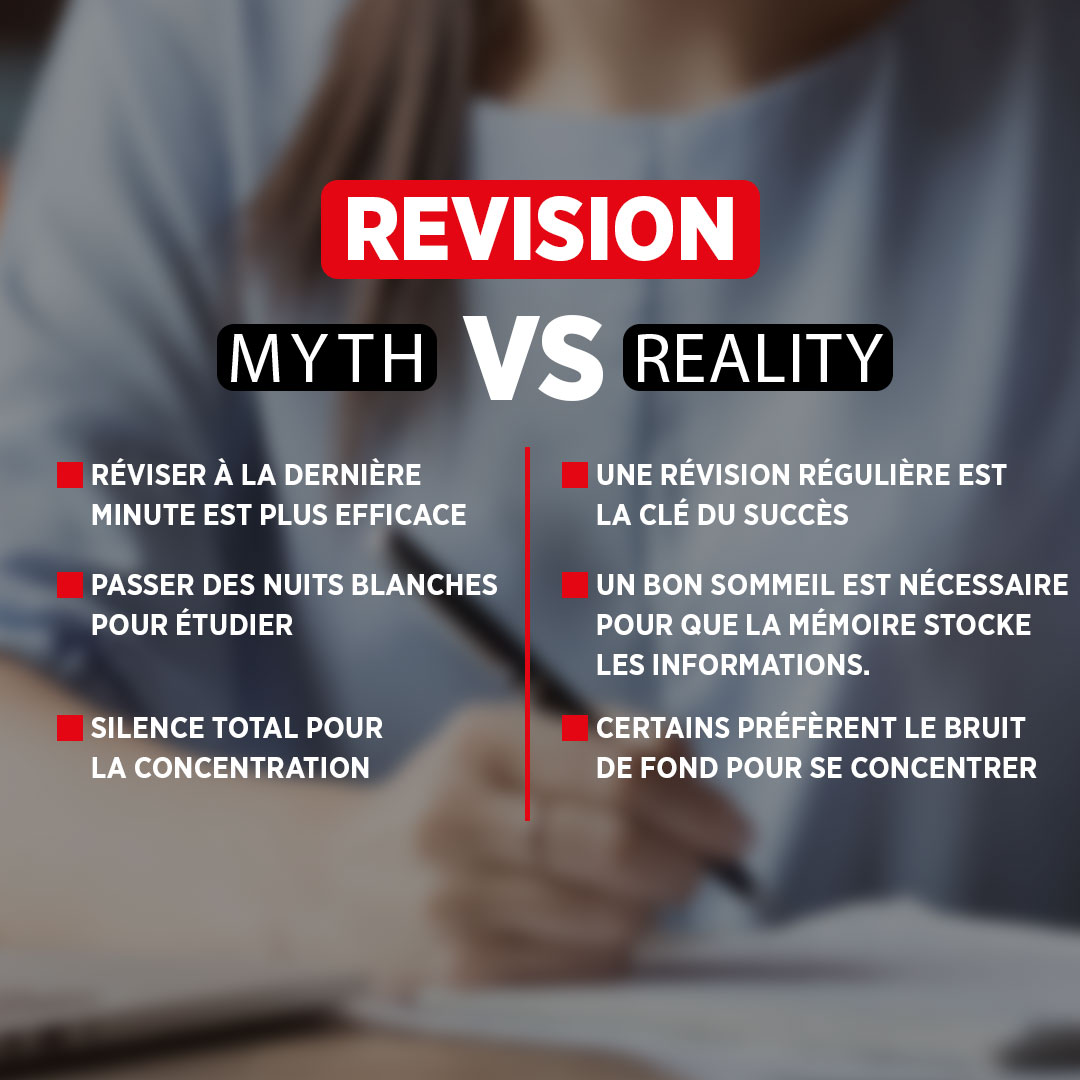 REVISION
MYTH VS REALITY
RÉVISER À LA DERNIÈRE
MINUTE EST PLUS EFFICACE
PASSER DES NUITS BLANCHES
POUR ÉTUDIER
SILENCE TOTAL POUR
LA CONCENTRATION
UNE RÉVISION RÉGULIÈRE EST
LA CLÉ DU SUCCÈS
UN BON SOMMEIL EST NÉCESSAIRE
POUR QUE LA MÉMOIRE STOCKE
LES INFORMATIONS.
CERTAINS PRÉFÈRENT LE BRUIT
DE FOND POUR SE CONCENTRER